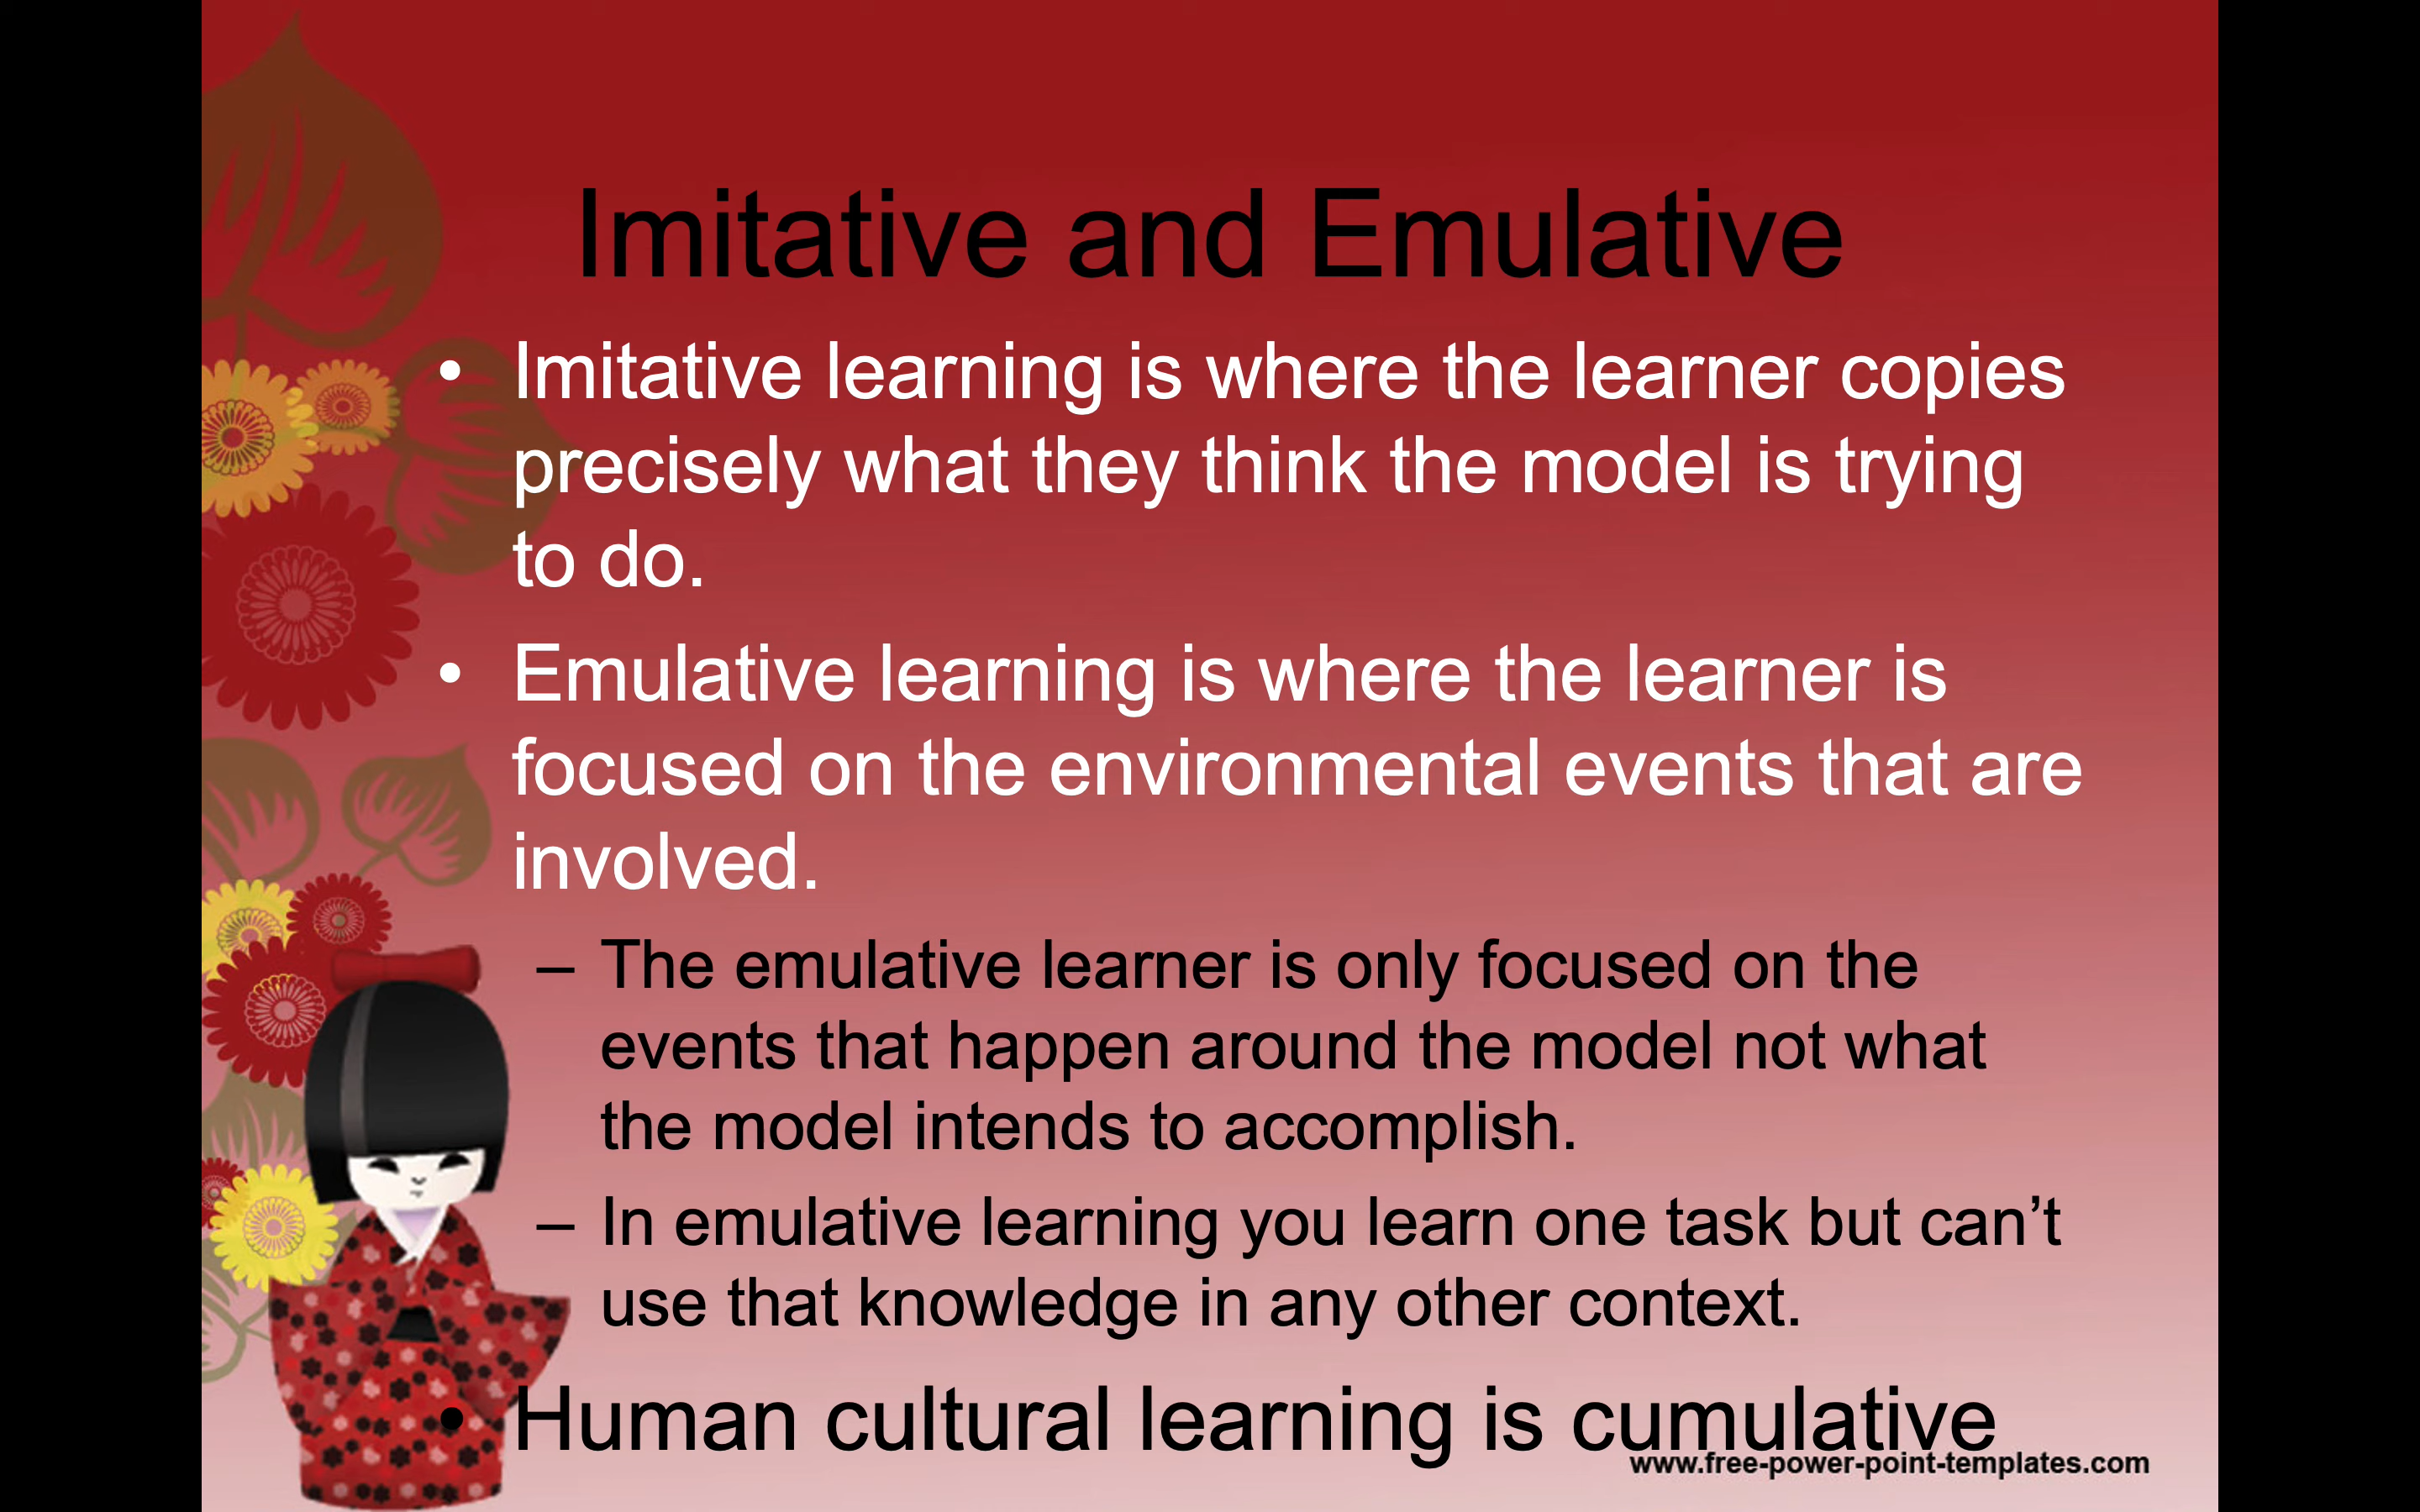 Imitative and Emulative
• Imitative learning is where the learner copies
precisely what they think the model is trying
to do.
• Emulative learning is where the learner is
focused on the environmental events that are
involved.
– The emulative learner is only focused on the
events that happen around the model not what
the model intends to accomplish.
– In emulative learning you learn one task but can’t
use that knowledge in any other context.
• Human cultural learning is cumulative
www.free-power-point-templates.com